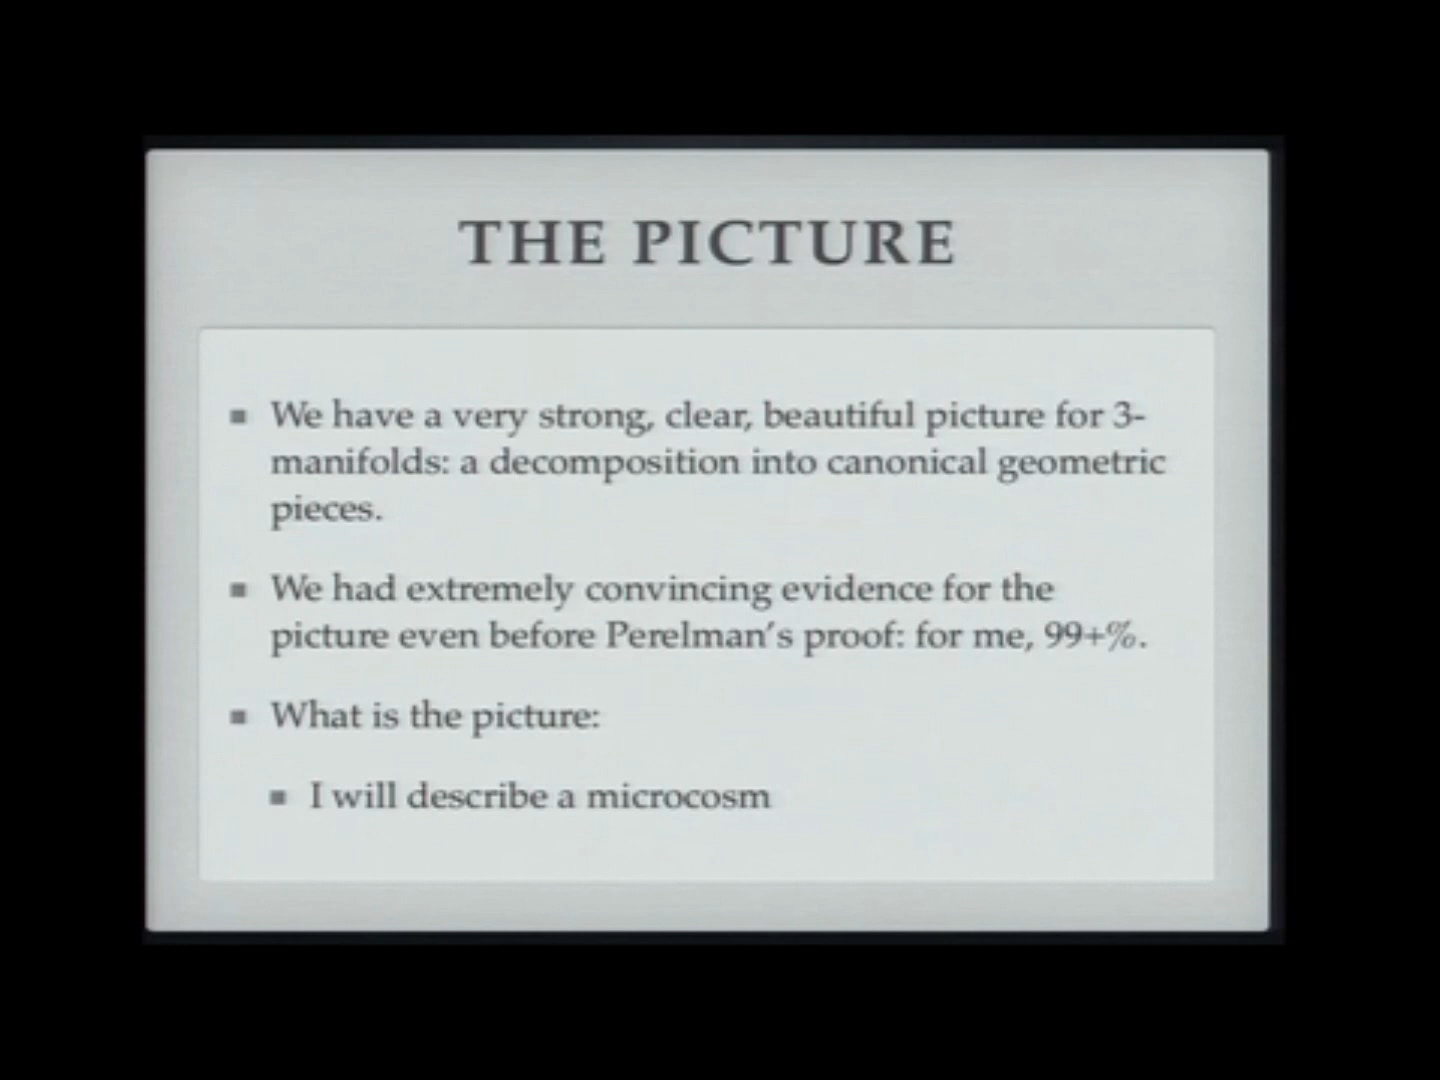 THE PICTURE
We have a very strong, clear, beautiful picture for 3-
manifolds: a decomposition into canonical geometric
pieces.
We had extremely convincing evidence for the
picture even before Perelman's proof: for me, 99+%.
What is the picture:
I will describe a microcosm